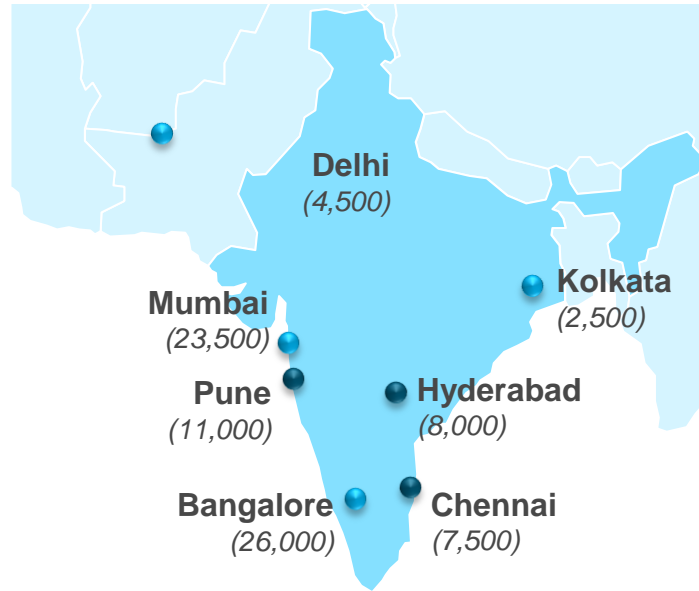 Delhi
(4,500)
Kolkata
(2,500)
Mumbai
(23,500)
Pune
(11,000)
Hyderabad
(8,000)
Bangalore
(26,000)
Chennai
(7,500)